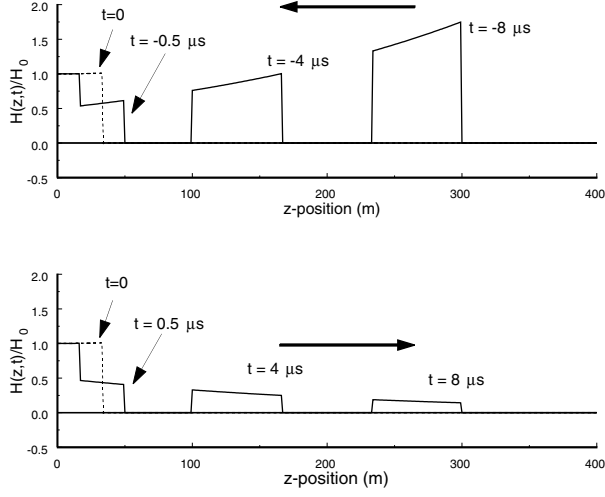 2.0
t=0
t = -8 μs
t = -0.5 μs
1.5
t = -4 μs
1.0
0.5
0.0
-0.5
H(z,t)/H0
0 100 200 300 400
z-position (m)
2.0
t=0
1.5
t = 0.5 μs
1.0
t = 4 μs
t = 8 μs
0.5
0.0
-0.5
H(z,t)/H0
0 100 200 300 400
z-position (m)